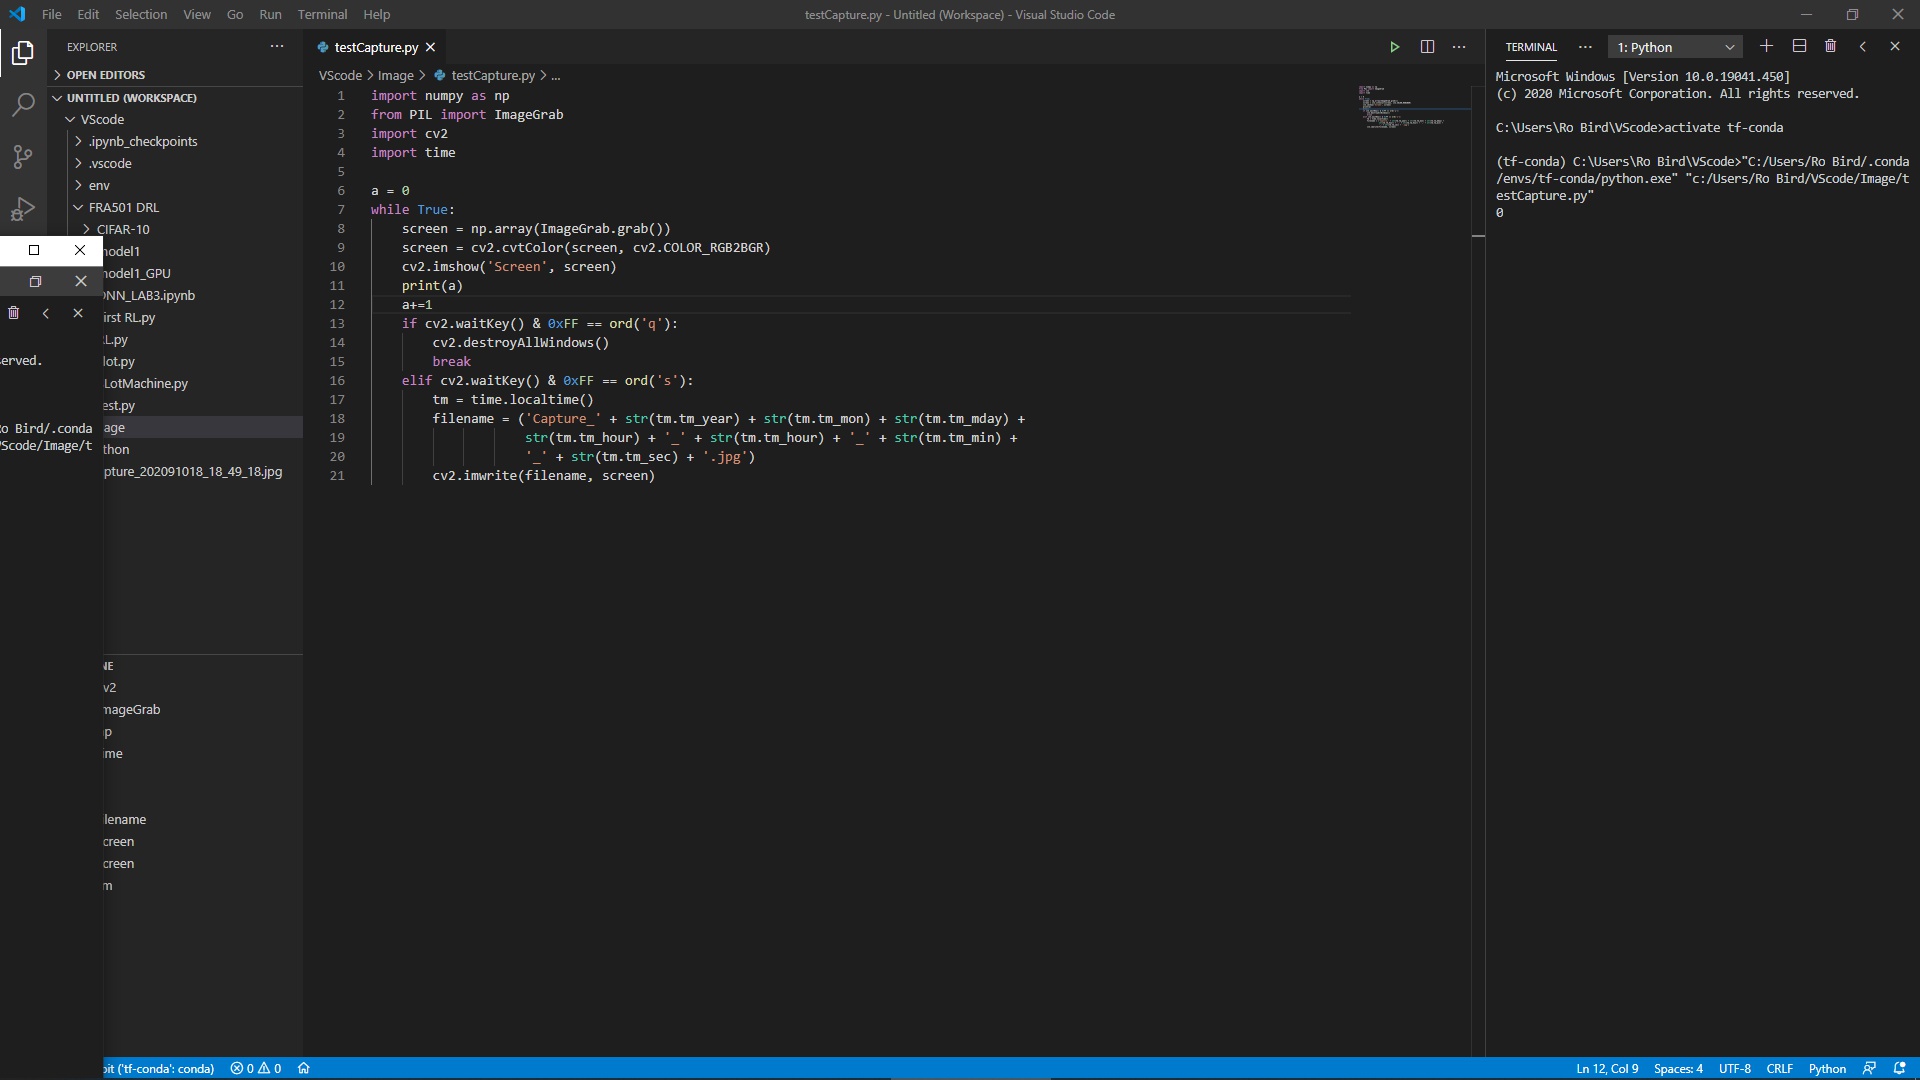 File Edit Selection View Go Run Terminal Help
testCapture.py - Untitled (Workspace) - Visual Studio Code
EXPLORER
OPEN EDITORS
UNTITLED (WORKSPACE)
VScode
.ipynb_checkpoints
.vscode
env
FRA501 DRL
CIFAR-10
model1
model1_GPU
DNN_LAB3.ipynb
irst RL.py
RL.py
lot.py
LotMachine.py
est.py
age
thon
pture_202091018_18_49_18.jpg
erved.
o Bird/.conda
VScode/Image/t
NE
v2
mageGrab
np
ime
ilename
creen
creen
m
testCapture.py
VScode > Image > testCapture.py > ...
1 import numpy as np
2 from PIL import ImageGrab
3 import cv2
4 import time
5
6 a = 0
7 while True:
8 screen = np.array(ImageGrab.grab())
9 screen = cv2.cvtColor(screen, cv2.COLOR_RGB2BGR)
10 cv2.imshow('Screen', screen)
11 print(a)
12 a+=1
13 if cv2.waitKey() & 0xFF == ord('q'):
14 cv2.destroyAllWindows()
15 break
16 elif cv2.waitKey() & 0xFF == ord('s'):
17 tm = time.localtime()
18 filename = ('Capture_' + str(tm.tm_year) + str(tm.tm_mon) + str(tm.tm_mday) +
19 str(tm.tm_hour) + '_' + str(tm.tm_hour) + '_' + str(tm.tm_min) +
20 '_' + str(tm.tm_sec) + '.jpg')
21 cv2.imwrite(filename, screen)
TERMINAL
1: Python
Microsoft Windows [Version 10.0.19041.450]
(c) 2020 Microsoft Corporation. All rights reserved.
C:\Users\Ro Bird\VScode>activate tf-conda
(tf-conda) C:\Users\Ro Bird\VScode>"C:/Users/Ro Bird/.conda
/envs/tf-conda/python.exe" "c:/Users/Ro Bird/VScode/Image/t
estCapture.py"
0
bit ('tf-conda': conda) 0 0
Ln 12, Col 9 Spaces: 4 UTF-8 CRLF Python